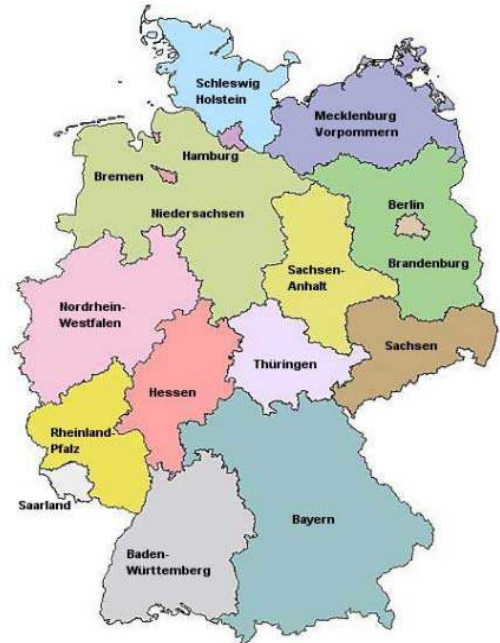 Schleswig
Holstein
Mecklenburg
Vorpommern
Hamburg
Bremen
Niedersachsen
Berlin
Brandenburg
Sachsen-
Anhalt
Nordrhein-
Westfalen
Sachsen
Thüringen
Hessen
Rheinland-
Pfalz
Saarland
Bayern
Baden-
Württemberg